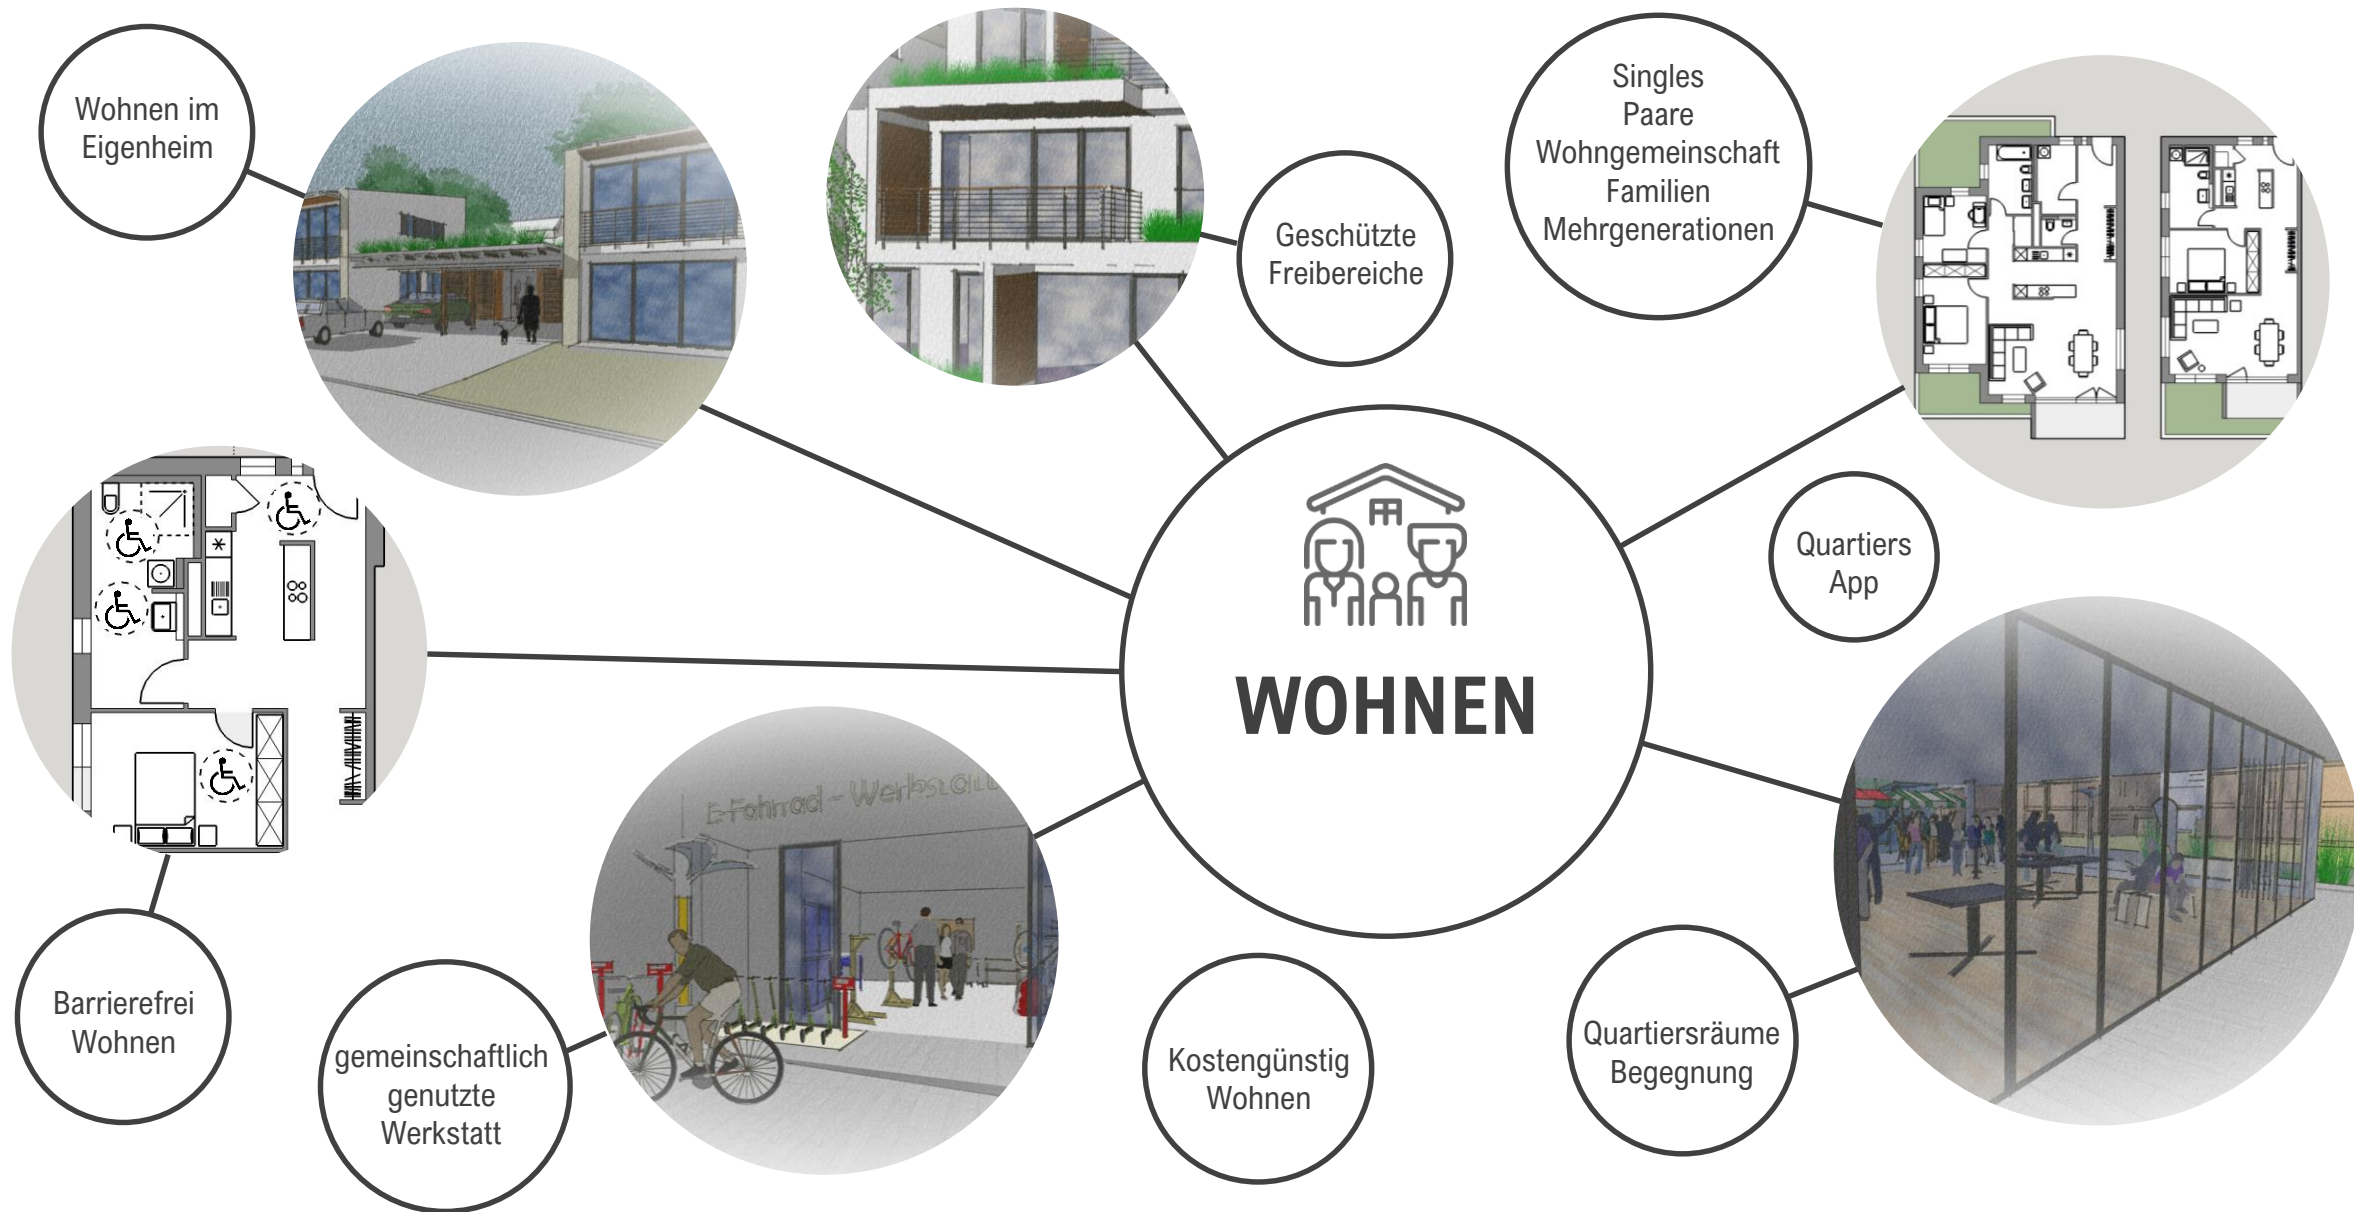 Wohnen im
Eigenheim
Geschützte
Freibereiche
Singles
Paare
Wohngemeinschaft
Familien
Mehrgenerationen
Quartiers
App
WOHNEN
E-Fahrrad - Werkstatt
Barrierefrei
Wohnen
gemeinschaftlich
genutzte
Werkstatt
Kostengünstig
Wohnen
Quartiersräume
Begegnung